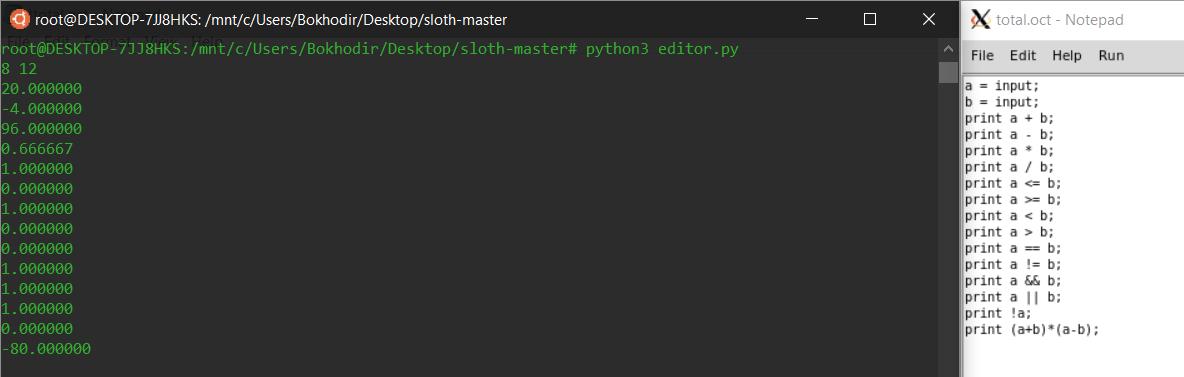 root@DESKTOP-7JJ8HKS: /mnt/c/Users/Bokhodir/Desktop/sloth-master
root@DESKTOP-7JJ8HKS:/mnt/c/Users/Bokhodir/Desktop/sloth-master# python3 editor.py
8 12
20.000000
-4.000000
96.000000
0.666667
1.000000
0.000000
1.000000
0.000000
0.000000
1.000000
1.000000
1.000000
0.000000
-80.000000
total.oct - Notepad
File Edit Help Run
a = input;
b = input;
print a + b;
print a - b;
print a * b;
print a / b;
print a <= b;
print a >= b;
print a < b;
print a > b;
print a == b;
print a != b;
print a && b;
print a || b;
print !a;
print (a+b)*(a-b);